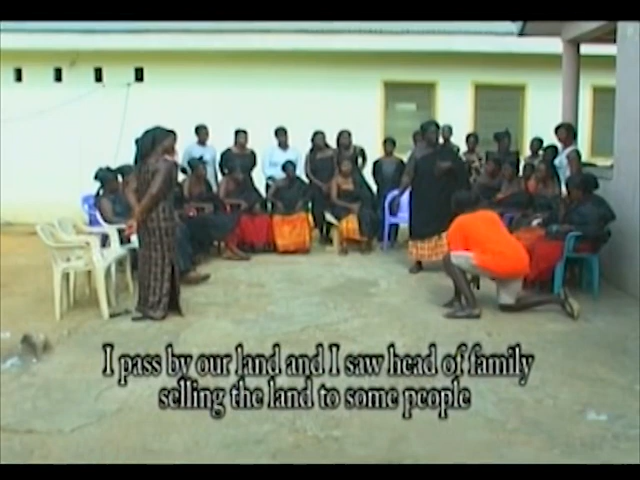 I pass by our land and I saw head of family
selling the land to some people